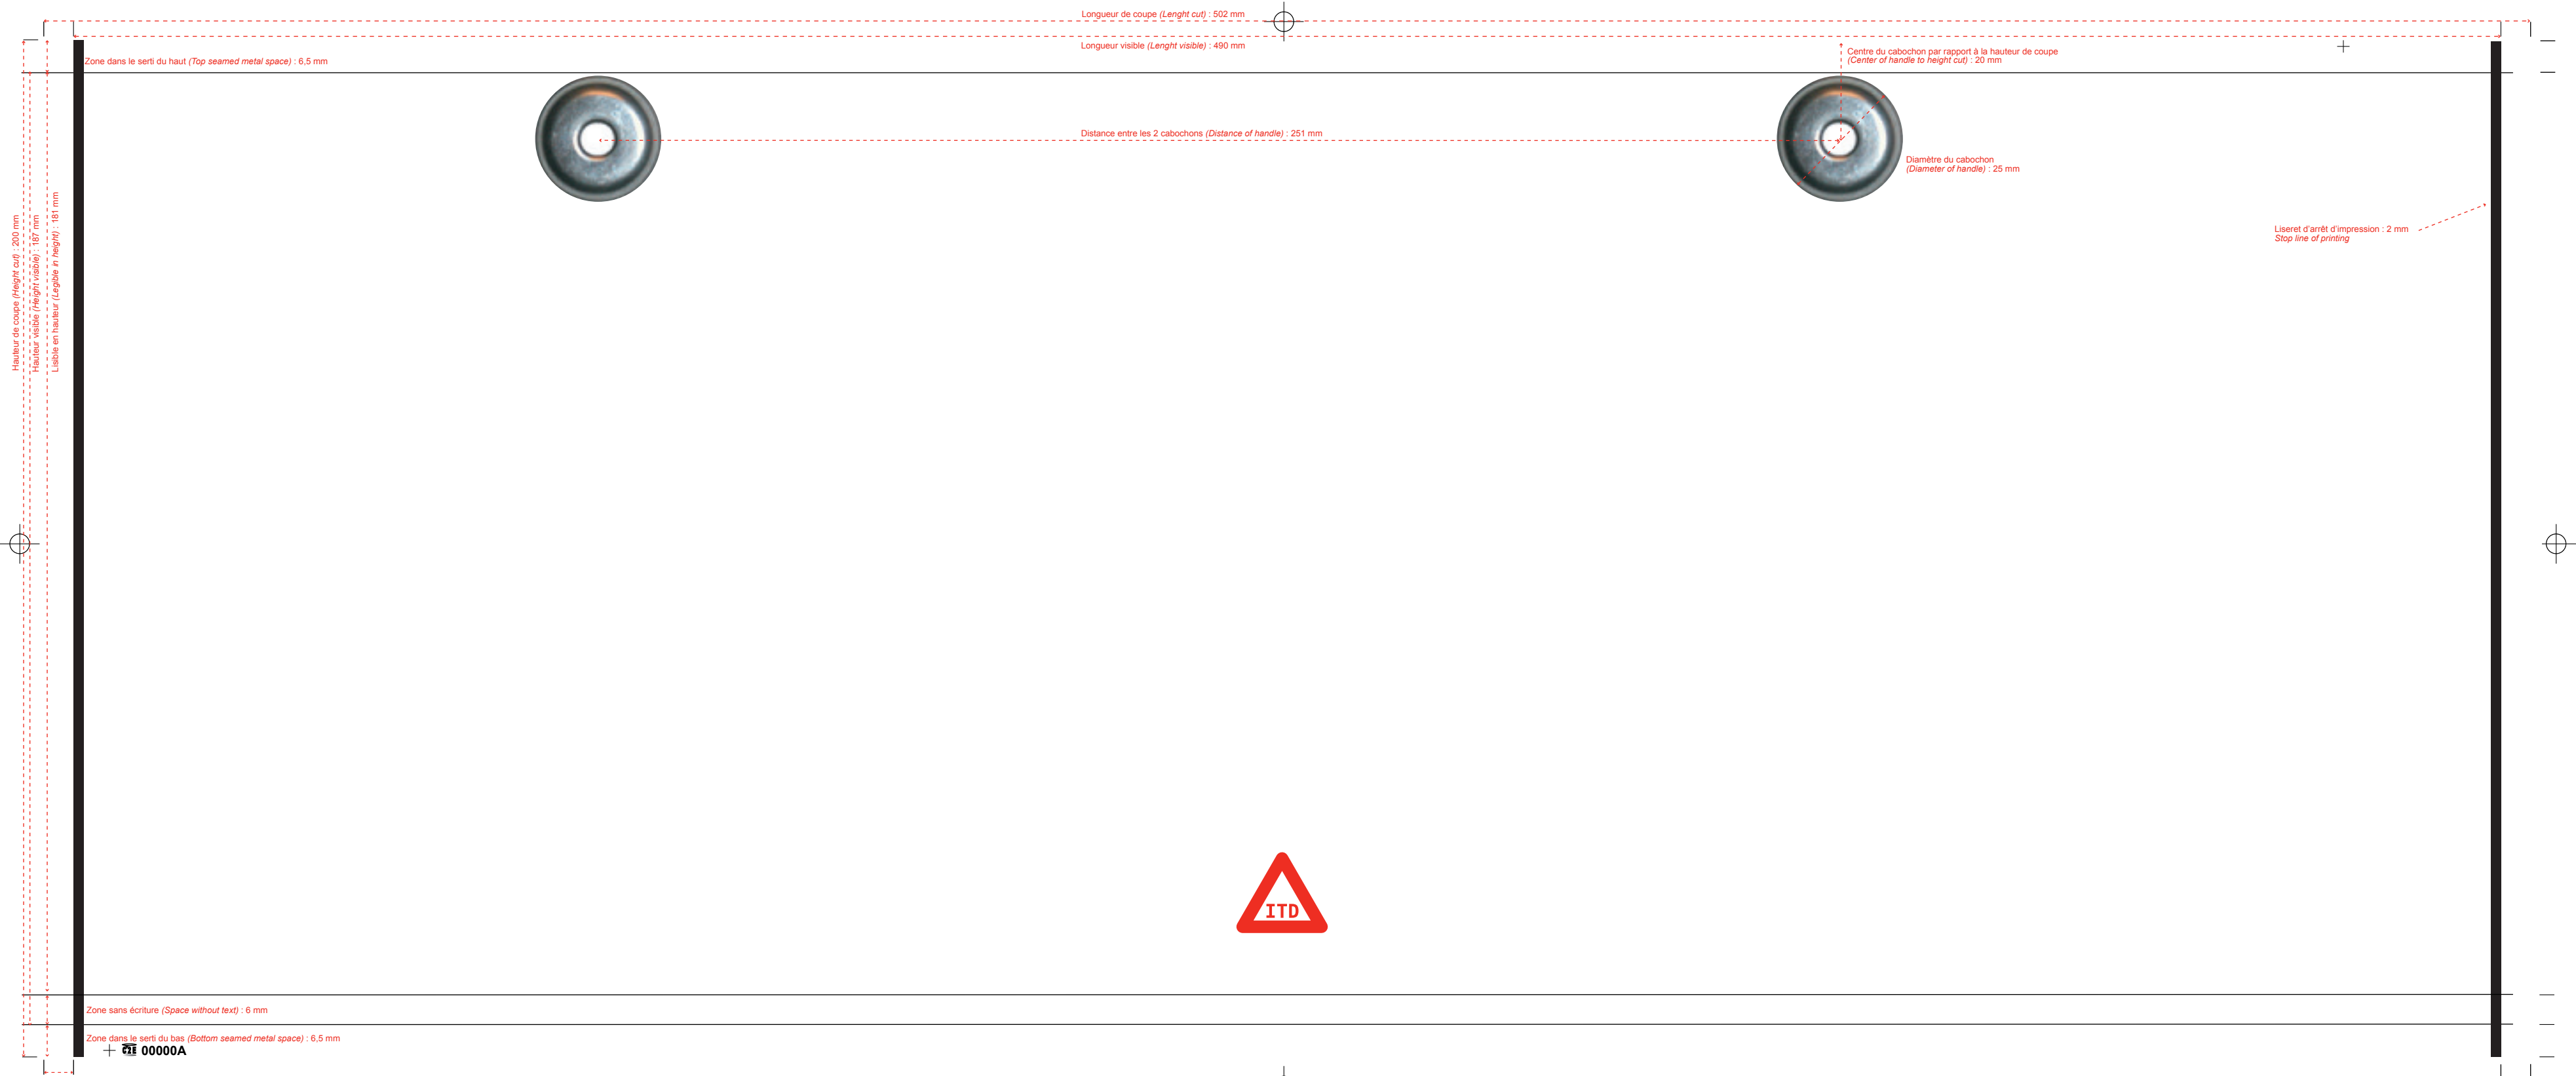 Longueur de coupe (Lenght cut) : 502 mm
Longueur visible (Lenght visible) : 490 mm
Centre du cabochon par rapport à la hauteur de coupe
(Center of handle to height cut) : 20 mm
Zone dans le serti du haut (Top seamed metal space) : 6,5 mm
Distance entre les 2 cabochons (Distance of handle) : 251 mm
Diamètre du cabochon
(Diameter of handle) : 25 mm
Liseret d'arrêt d'impression : 2 mm
Stop line of printing
Hauteur de coupe (Height cut) : 200 mm
Hauteur visible (Height visible) : 187 mm
Lisible en hauteur (Legible in height) : 181 mm
ITD
Zone sans écriture (Space without text) : 6 mm
Zone dans le serti du bas (Bottom seamed metal space) : 6,5 mm
C2E 00000A